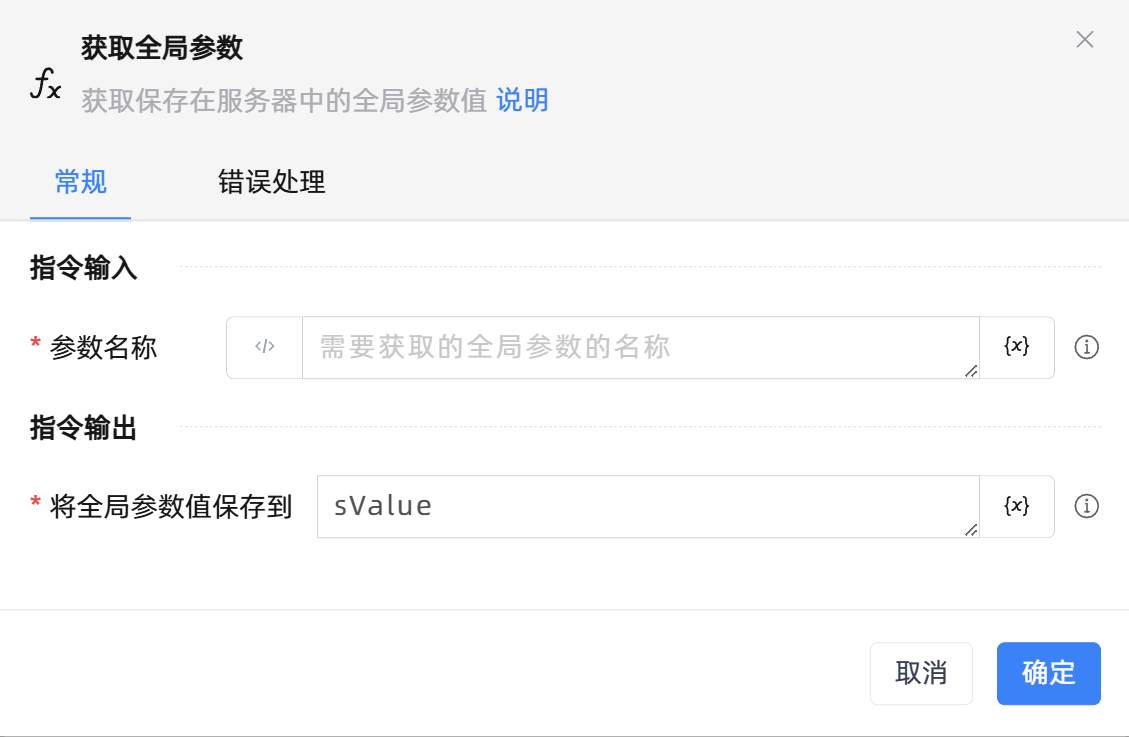 获取全局参数
fx 获取保存在服务器中的全局参数值 说明
常规 错误处理
指令输入
* 参数名称 </> 需要获取的全局参数的名称 {x}
指令输出
* 将全局参数值保存到 sValue {x}
取消 确定